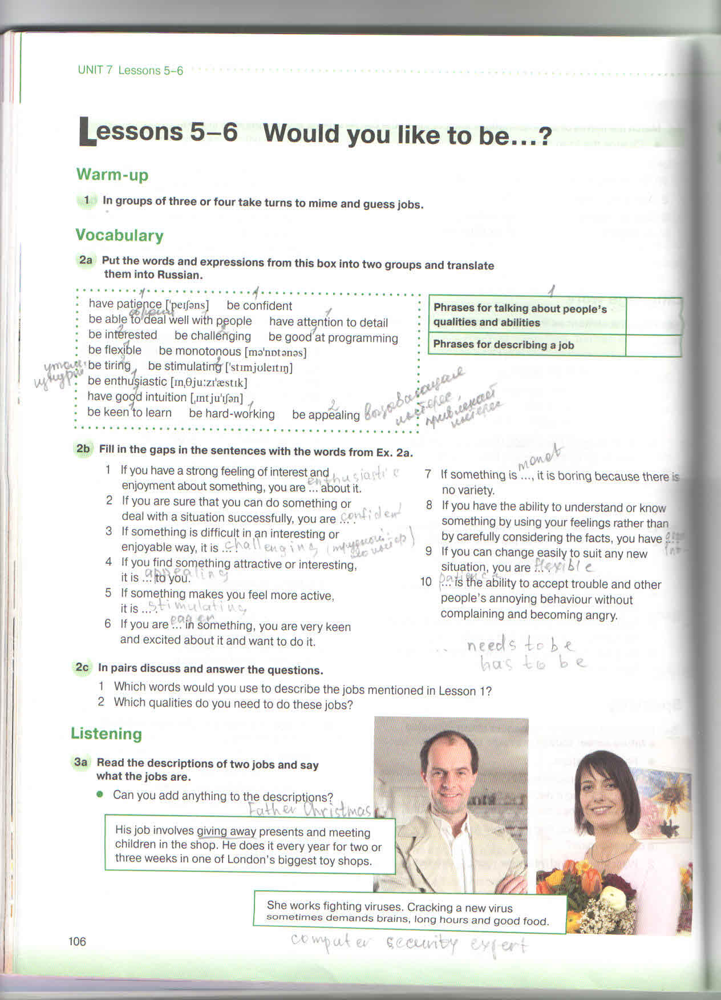 UNIT 7 Lessons 5–6
Lessons 5–6 Would you like to be...?
Warm-up
1 In groups of three or four take turns to mime and guess jobs.
Vocabulary
2a Put the words and expressions from this box into two groups and translate
them into Russian.
1 1
have patience ['peɪʃəns] be confident
be able to deal well with people have attention to detail
be interested be challenging be good at programming
be flexible be monotonous [mə'nɒtənəs]
be tiring be stimulating ['stɪmjʊleɪtɪŋ]
be enthusiastic [ɪnˌθjuːzɪ'æstɪk]
have good intuition [ˌɪntju'ɪʃən]
be keen to learn be hard-working be appealing
1
Phrases for talking about people's
qualities and abilities
Phrases for describing a job
интерес,
привлекает
интерес
2b Fill in the gaps in the sentences with the words from Ex. 2a.
1 If you have a strong feeling of interest and
enthusiastic
enjoyment about something, you are ... about it.
2 If you are sure that you can do something or
deal with a situation successfully, you are ... . confident
3 If something is difficult in an interesting or
enjoyable way, it is ... . challenging
4 If you find something attractive or interesting,
appealing
it is ... to you.
5 If something makes you feel more active,
it is ... . stimulating
eager
6 If you are ... in something, you are very keen
and excited about it and want to do it.
monot
7 If something is ..., it is boring because there is
no variety.
8 If you have the ability to understand or know
something by using your feelings rather than
by carefully considering the facts, you have ... .
9 If you can change easily to suit any new
situation, you are ... . flexible
patience
10 ... is the ability to accept trouble and other
people's annoying behaviour without
complaining and becoming angry.
.. needs to be
has to be
2c In pairs discuss and answer the questions.
1 Which words would you use to describe the jobs mentioned in Lesson 1?
2 Which qualities do you need to do these jobs?
Listening
3a Read the descriptions of two jobs and say
what the jobs are.
• Can you add anything to the descriptions?
Father Christmas
His job involves giving away presents and meeting
children in the shop. He does it every year for two or
three weeks in one of London's biggest toy shops.
She works fighting viruses. Cracking a new virus
sometimes demands brains, long hours and good food.
computer security expert
106